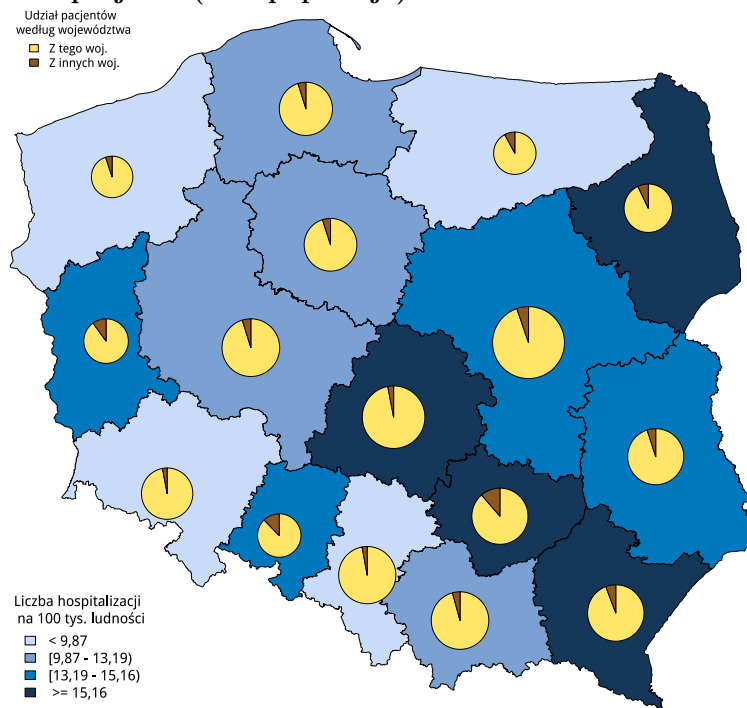 Udział pacjentów
według województwa
Z tego woj.
Z innych woj.
Liczba hospitalizacji
na 100 tys. ludności
< 9,87
[9,87 - 13,19)
[13,19 - 15,16)
>= 15,16